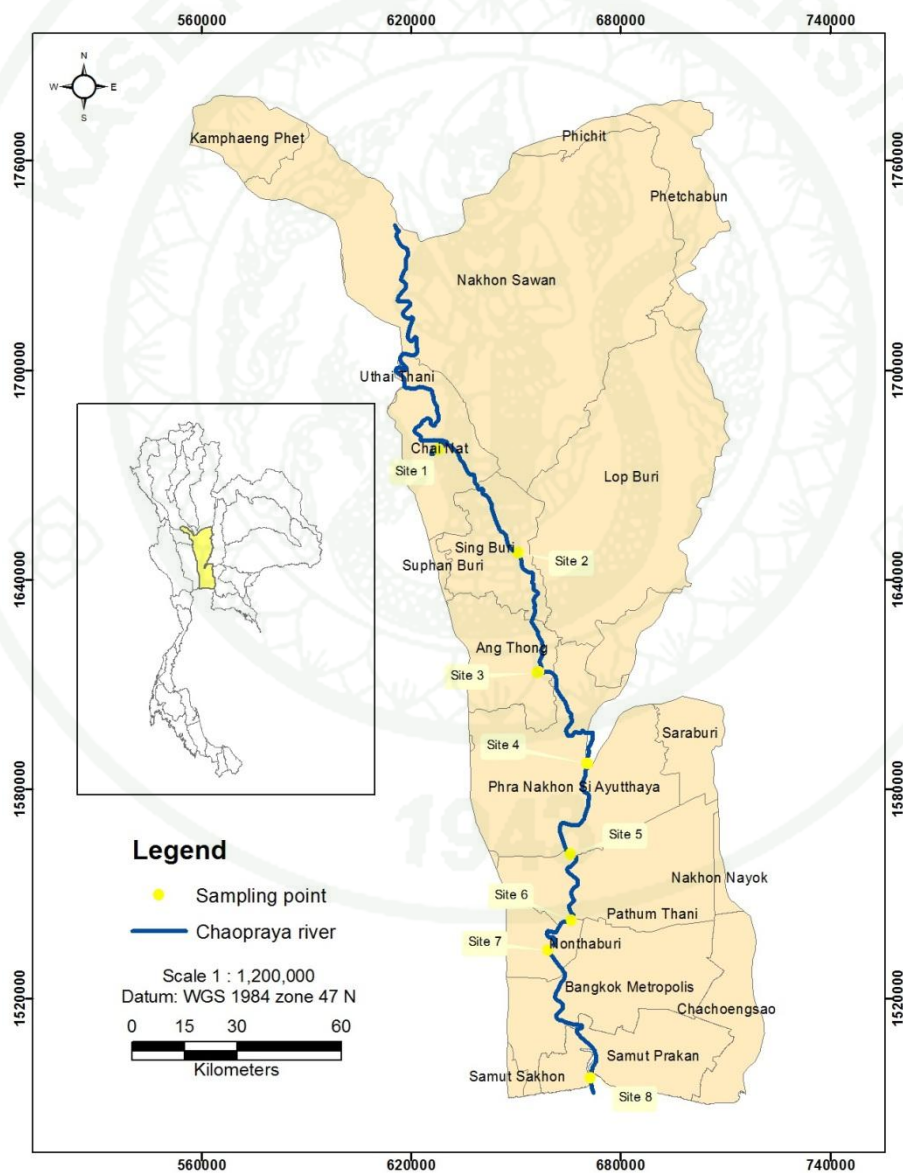 560000 620000 680000 740000
N
W E
S
1760000
1700000
1640000
1580000
1520000
1760000
1700000
1640000
1580000
1520000
Kamphaeng Phet
Phichit
Phetchabun
Nakhon Sawan
Uthai Thani
Chai Nat
Site 1
Lop Buri
Sing Buri
Site 2
Suphan Buri
Ang Thong
Site 3
Saraburi
Site 4
Phra Nakhon Si Ayutthaya
Site 5
Nakhon Nayok
Site 6
Pathum Thani
Site 7
Nonthaburi
Bangkok Metropolis
Chachoengsao
Samut Prakan
Samut Sakhon
Site 8
1943
Legend
Sampling point
Chaopraya river
Scale 1 : 1,200,000
Datum: WGS 1984 zone 47 N
0 15 30 60
Kilometers
560000 620000 680000 740000